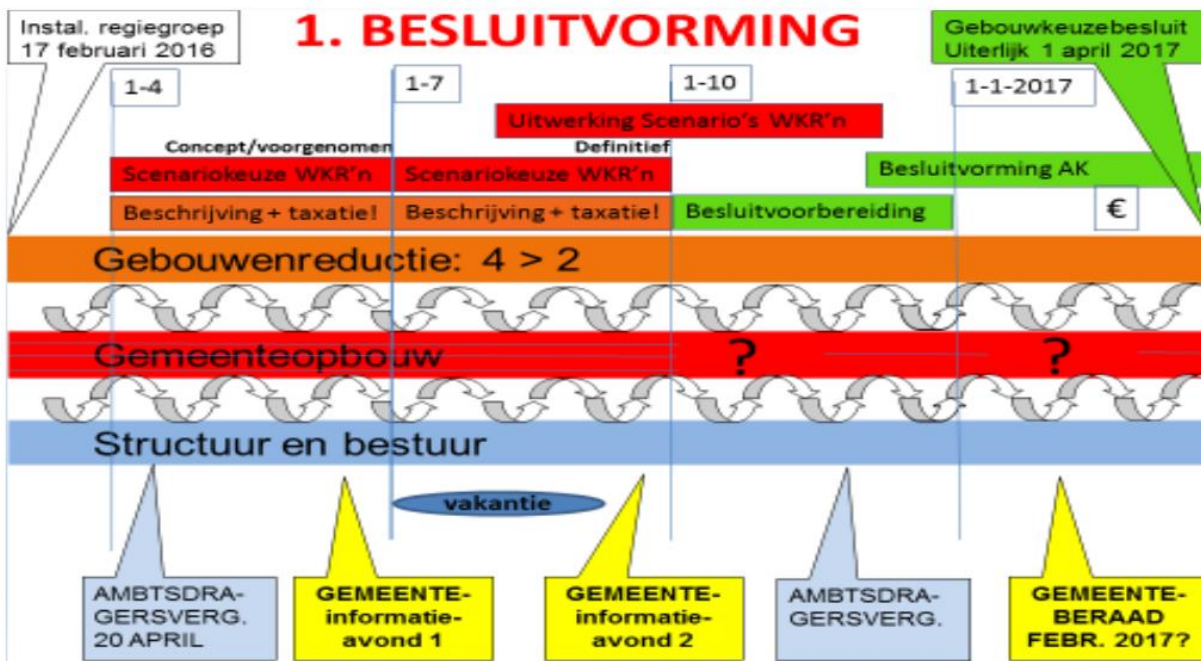 Instal. regiegroep
17 februari 2016
1. BESLUITVORMING
Gebouwkeuzebesluit
Uiterlijk 1 april 2017
1-4
1-7
1-10
1-1-2017
Uitwerking Scenario's WKR'n
Concept/voorgenomen
Definitief
Scenariokeuze WKR'n
Scenariokeuze WKR'n
Besluitvorming AK
Beschrijving + taxatie!
Beschrijving + taxatie!
Besluitvoorbereiding
€
Gebouwenreductie: 4 > 2
Gemeenteopbouw
?
?
Structuur en bestuur
vakantie
AMBTSDRA-
GERSVERG.
20 APRIL
GEMEENTE-
informatie-
avond 1
GEMEENTE-
informatie-
avond 2
AMBTSDRA-
GERSVERG.
GEMEENTE-
BERAAD
FEBR. 2017?